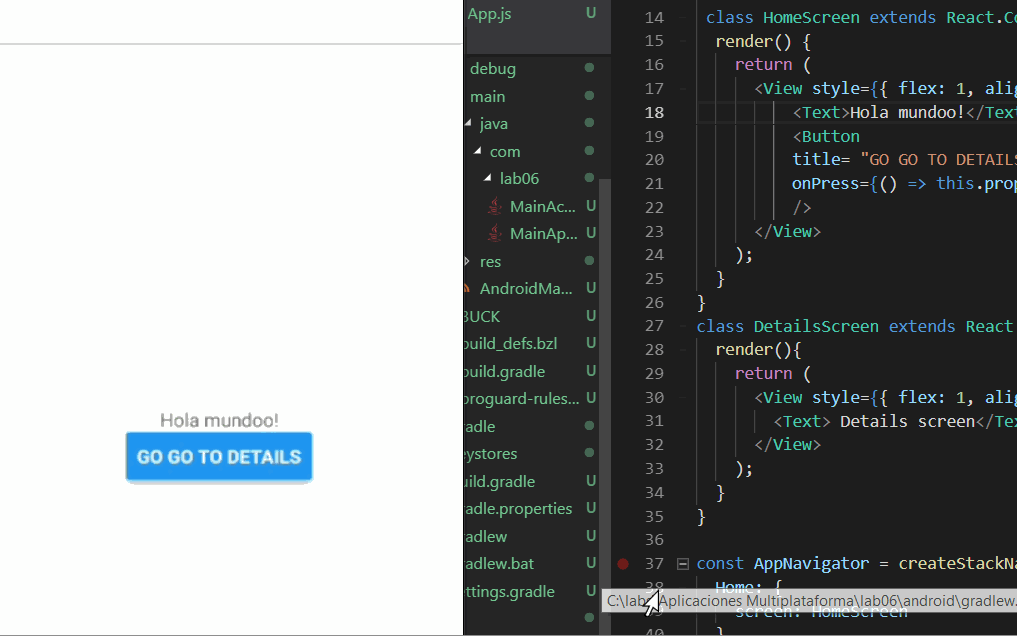 Hola mundoo!
GO GO TO DETAILS
App.js U
debug
main
java
com
lab06
MainAc... U
MainAp... U
res
AndroidMa... U
BUCK U
build_defs.bzl U
build.gradle U
proguard-rules... U
radle
eystores
uild.gradle U
radle.properties U
radlew U
radlew.bat U
ettings.gradle U
14 class HomeScreen extends React.Co
15 render() {
16 return (
17 <View style={{ flex: 1, alig
18 <Text>Hola mundoo!</Text
19 <Button
20 title= "GO GO TO DETAILS
21 onPress={() => this.prop
22 />
23 </View>
24 );
25 }
26 }
27 class DetailsScreen extends React
28 render(){
29 return (
30 <View style={{ flex: 1, alig
31 <Text> Details screen</Tex
32 </View>
33 );
34 }
35 }
36
37 const AppNavigator = createStackNa
38 Home: {
screen: HomeScreen
40 }
C:\labs Aplicaciones Multiplataforma\lab06\android\gradlew.